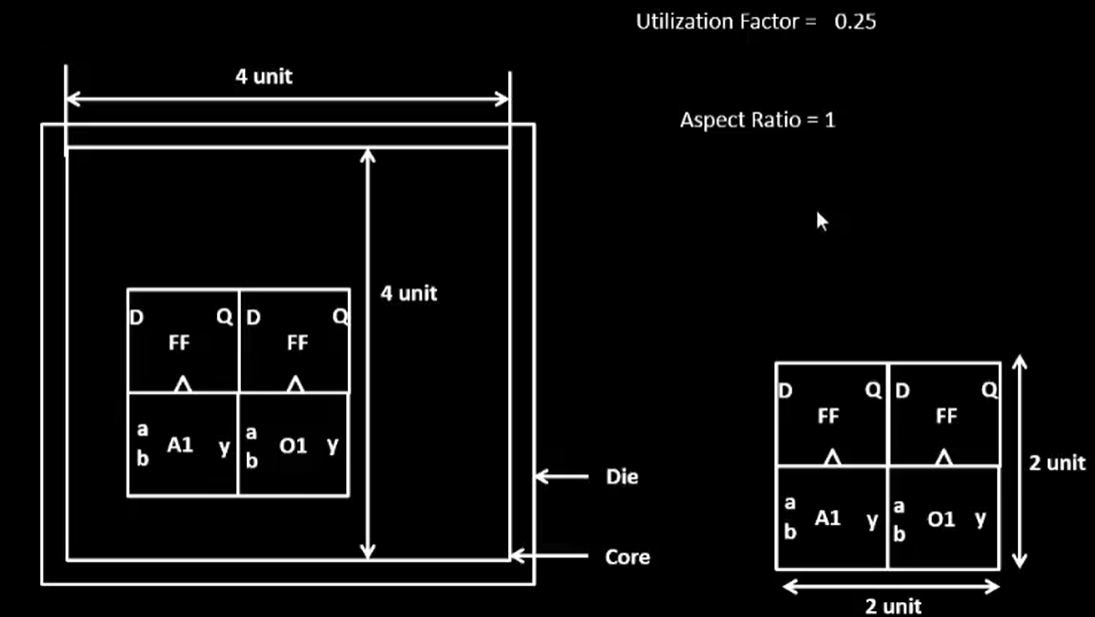 Utilization Factor = 0.25
4 unit
Aspect Ratio = 1
4 unit
D Q D Q
FF FF
a A1 y a O1 y
b b
Die
Core
D Q D Q
FF FF
2 unit
a A1 y a O1 y
b b
2 unit